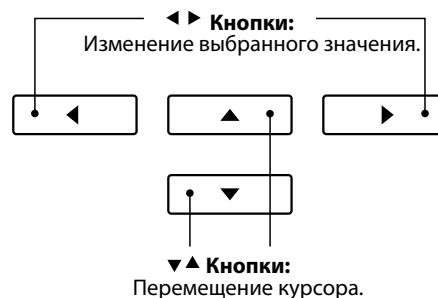 ◀ ▶ Кнопки:
Изменение выбранного значения.
◀ ▲ ▶
▼
▼▲ Кнопки:
Перемещение курсора.